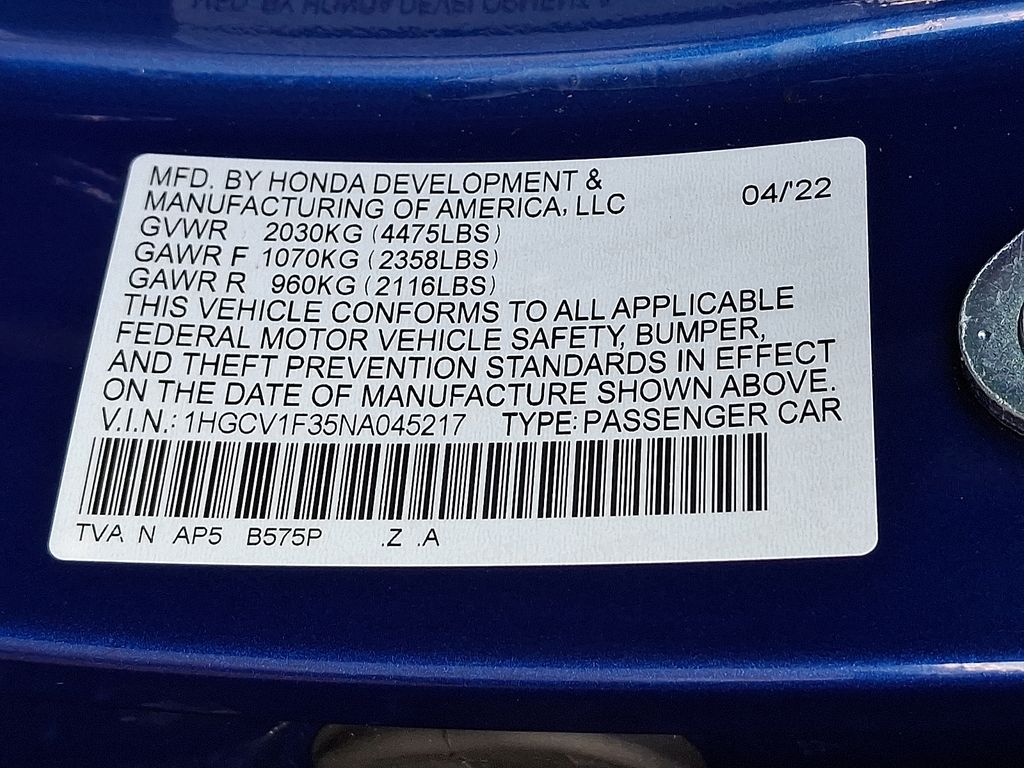 MFD. BY HONDA DEVELOPMENT &
MANUFACTURING OF AMERICA, LLC
04/'22
GVWR 2030KG (4475LBS)
GAWR F 1070KG (2358LBS)
GAWR R 960KG (2116LBS)
THIS VEHICLE CONFORMS TO ALL APPLICABLE
FEDERAL MOTOR VEHICLE SAFETY, BUMPER,
AND THEFT PREVENTION STANDARDS IN EFFECT
ON THE DATE OF MANUFACTURE SHOWN ABOVE.
V.I.N.: 1HGCV1F35NA045217 TYPE: PASSENGER CAR
TVA N AP5 B575P .Z .A